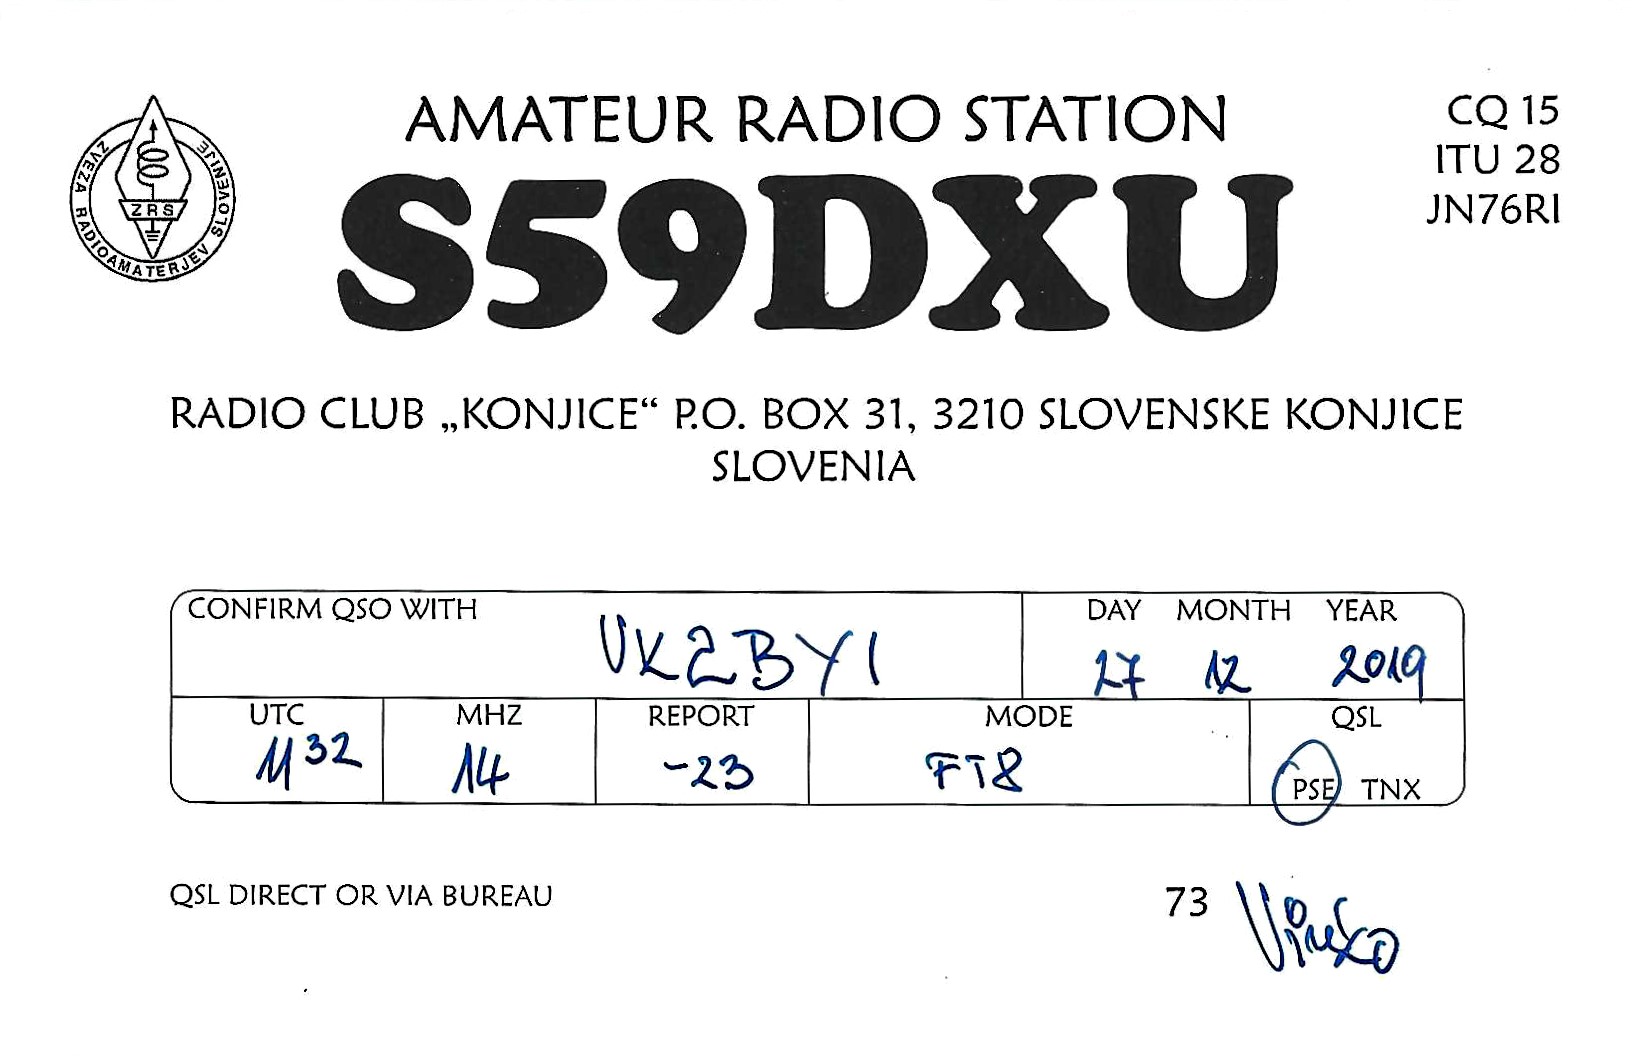 AMATEUR RADIO STATION
CQ 15
ITU 28
JN76RI
S59DXU
ZVEZA RADIOAMATERJEV SLOVENIJE
ZRS
RADIO CLUB „KONJICE“ P.O. BOX 31, 3210 SLOVENSKE KONJICE
SLOVENIA
CONFIRM QSO WITH
VK2BYI
DAY MONTH YEAR
27 12 2019
UTC MHZ REPORT MODE QSL
1132 14 -23 FT8 PSE TNX
QSL DIRECT OR VIA BUREAU
73 Vinko